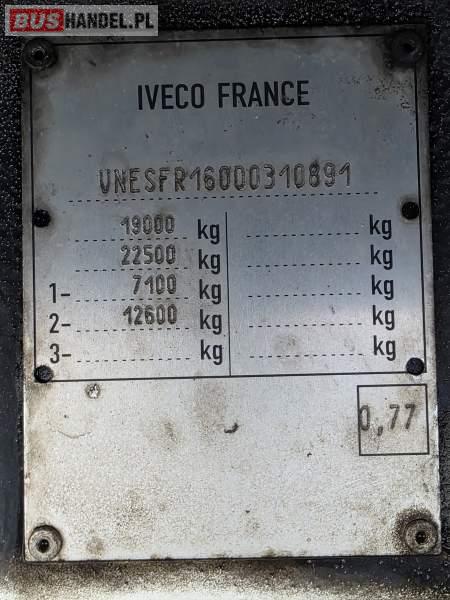 BUSHANDEL.PL
IVECO FRANCE
VNESFR16000310891
19000 kg kg
22500 kg kg
1- 7100 kg kg
2- 12600 kg kg
3- kg kg
0,77